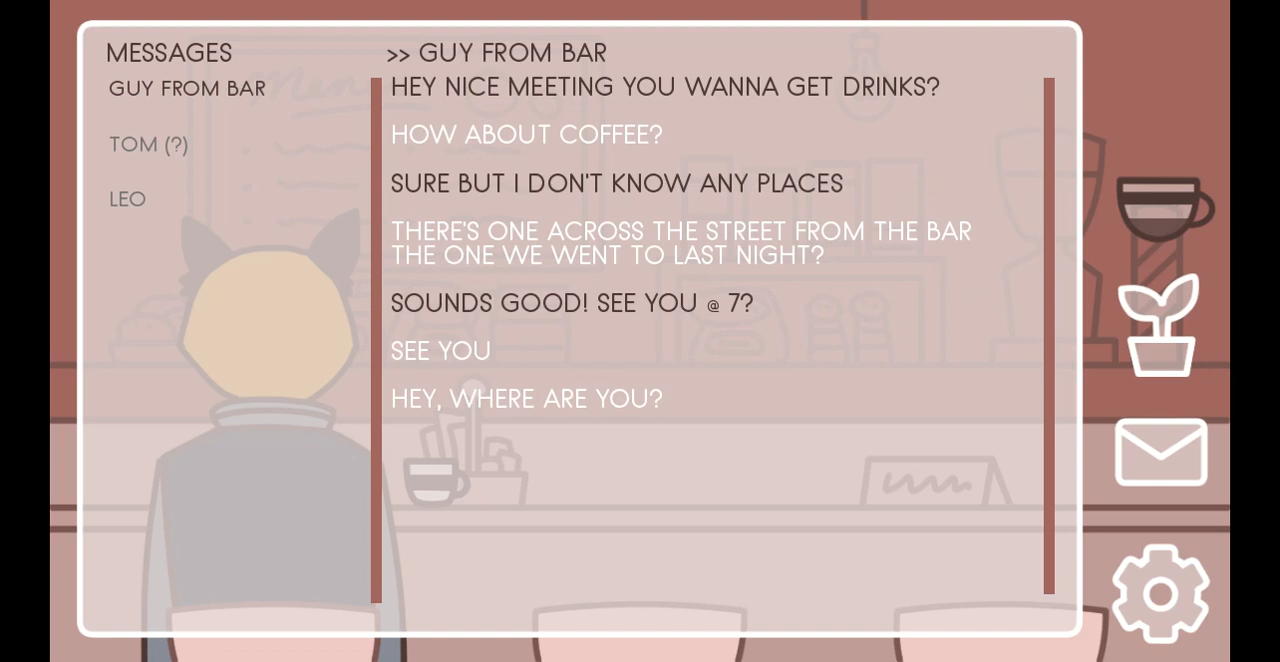 MESSAGES
GUY FROM BAR
TOM (?)
LEO
>> GUY FROM BAR
HEY NICE MEETING YOU WANNA GET DRINKS?
HOW ABOUT COFFEE?
SURE BUT I DON'T KNOW ANY PLACES
THERE'S ONE ACROSS THE STREET FROM THE BAR
THE ONE WE WENT TO LAST NIGHT?
SOUNDS GOOD! SEE YOU @ 7?
SEE YOU
HEY, WHERE ARE YOU?
Menu